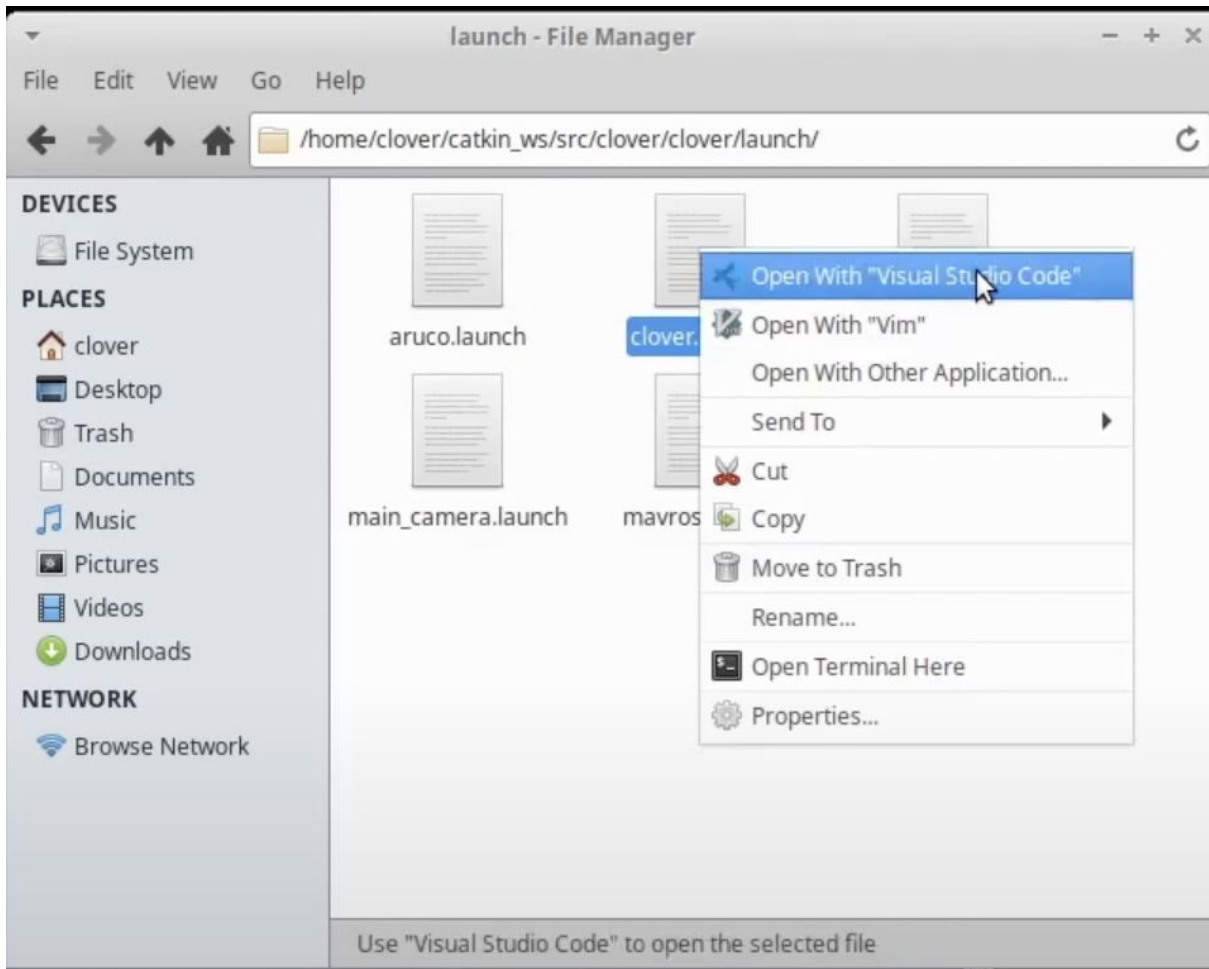 launch - File Manager
File Edit View Go Help
/home/clover/catkin_ws/src/clover/clover/launch/
DEVICES
File System
PLACES
clover
Desktop
Trash
Documents
Music
Pictures
Videos
Downloads
NETWORK
Browse Network
aruco.launch
clover.
main_camera.launch
mavros
Open With "Visual Studio Code"
Open With "Vim"
Open With Other Application...
Send To
Cut
Copy
Move to Trash
Rename...
Open Terminal Here
Properties...
Use "Visual Studio Code" to open the selected file